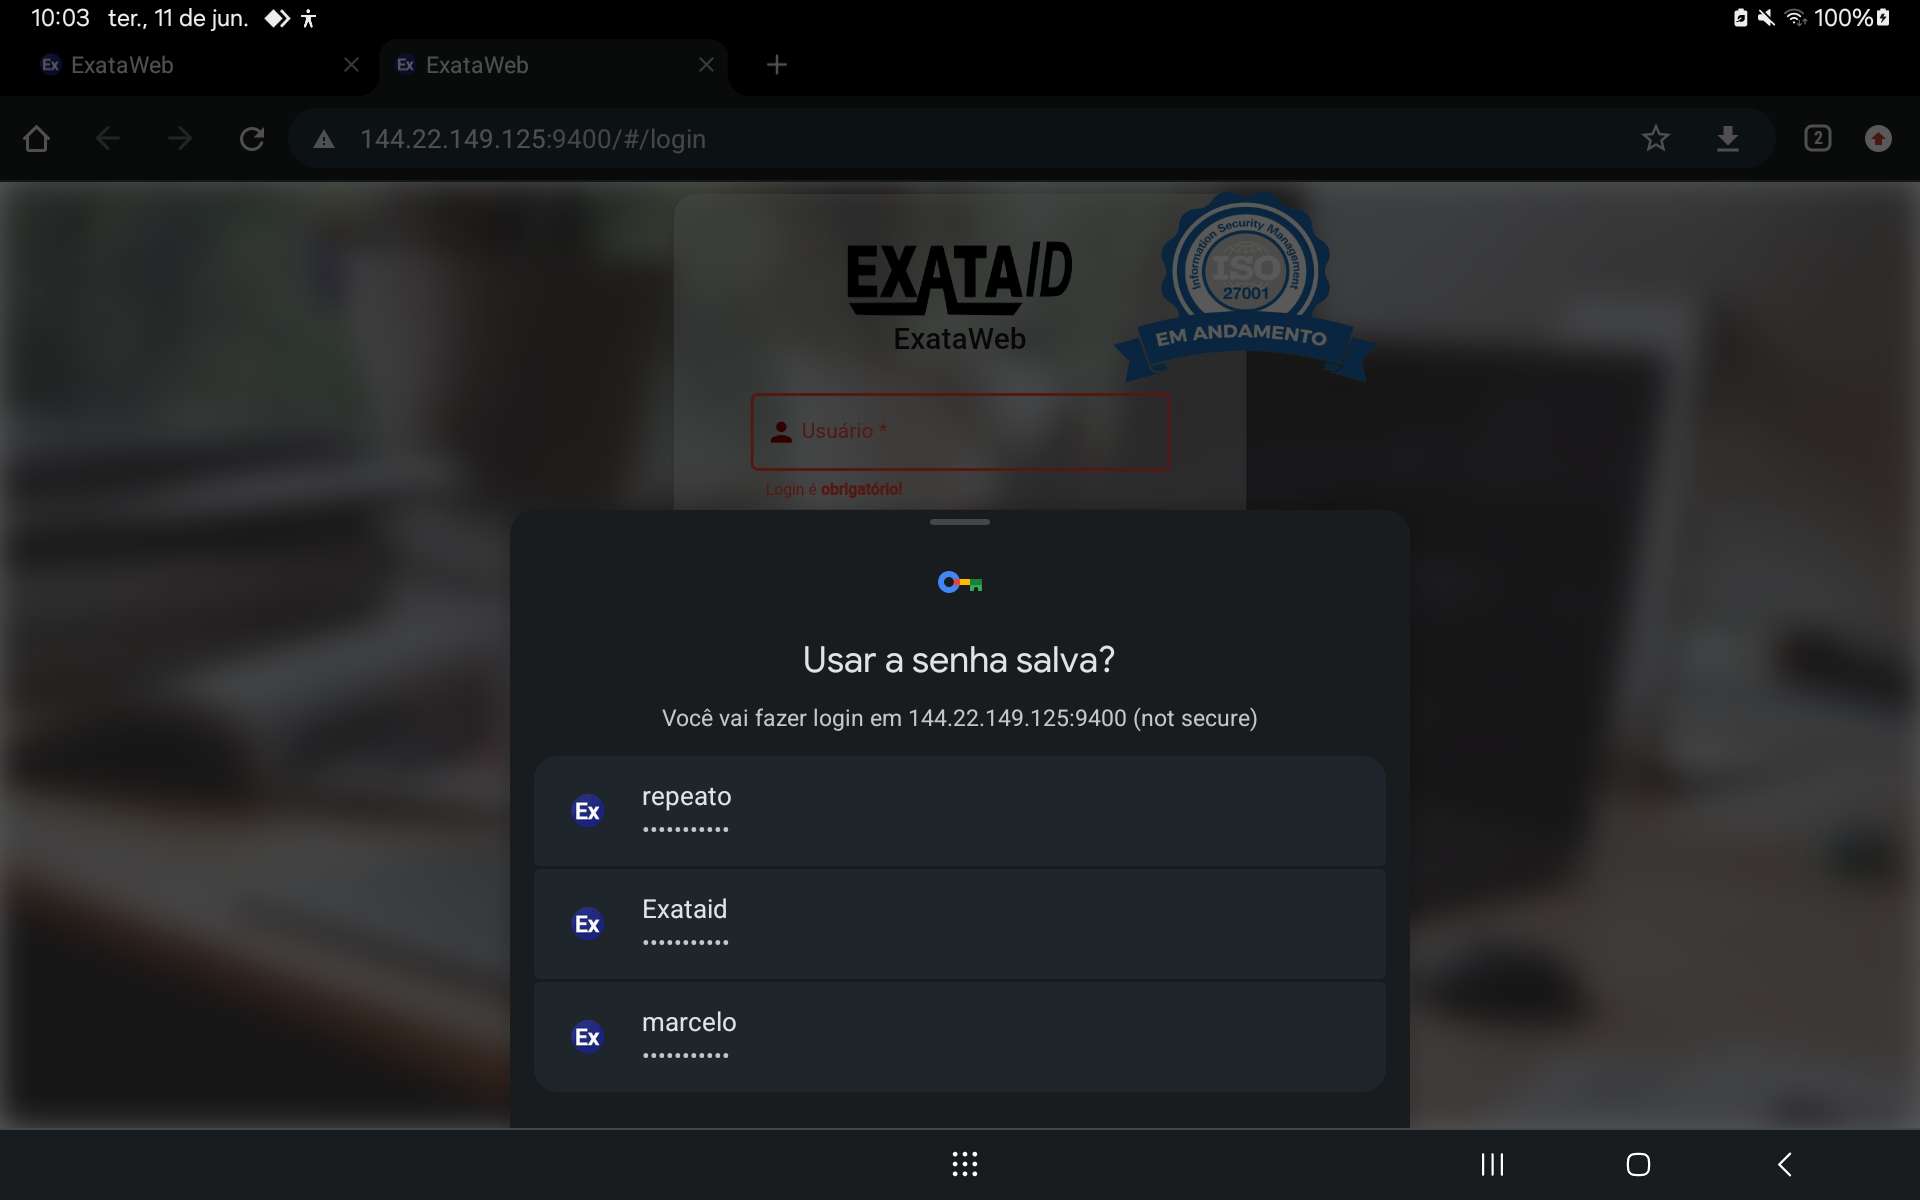 10:03 ter., 11 de jun. 100%
Ex ExataWeb Ex ExataWeb
144.22.149.125:9400/#/login 2
EXATAID
ExataWeb
Information Security Management
ISO
27001
EM ANDAMENTO
Usuário *
Login é obrigatório!
Usar a senha salva?
Você vai fazer login em 144.22.149.125:9400 (not secure)
Ex repeato
•••••••••••
Ex Exataid
•••••••••••
Ex marcelo
•••••••••••